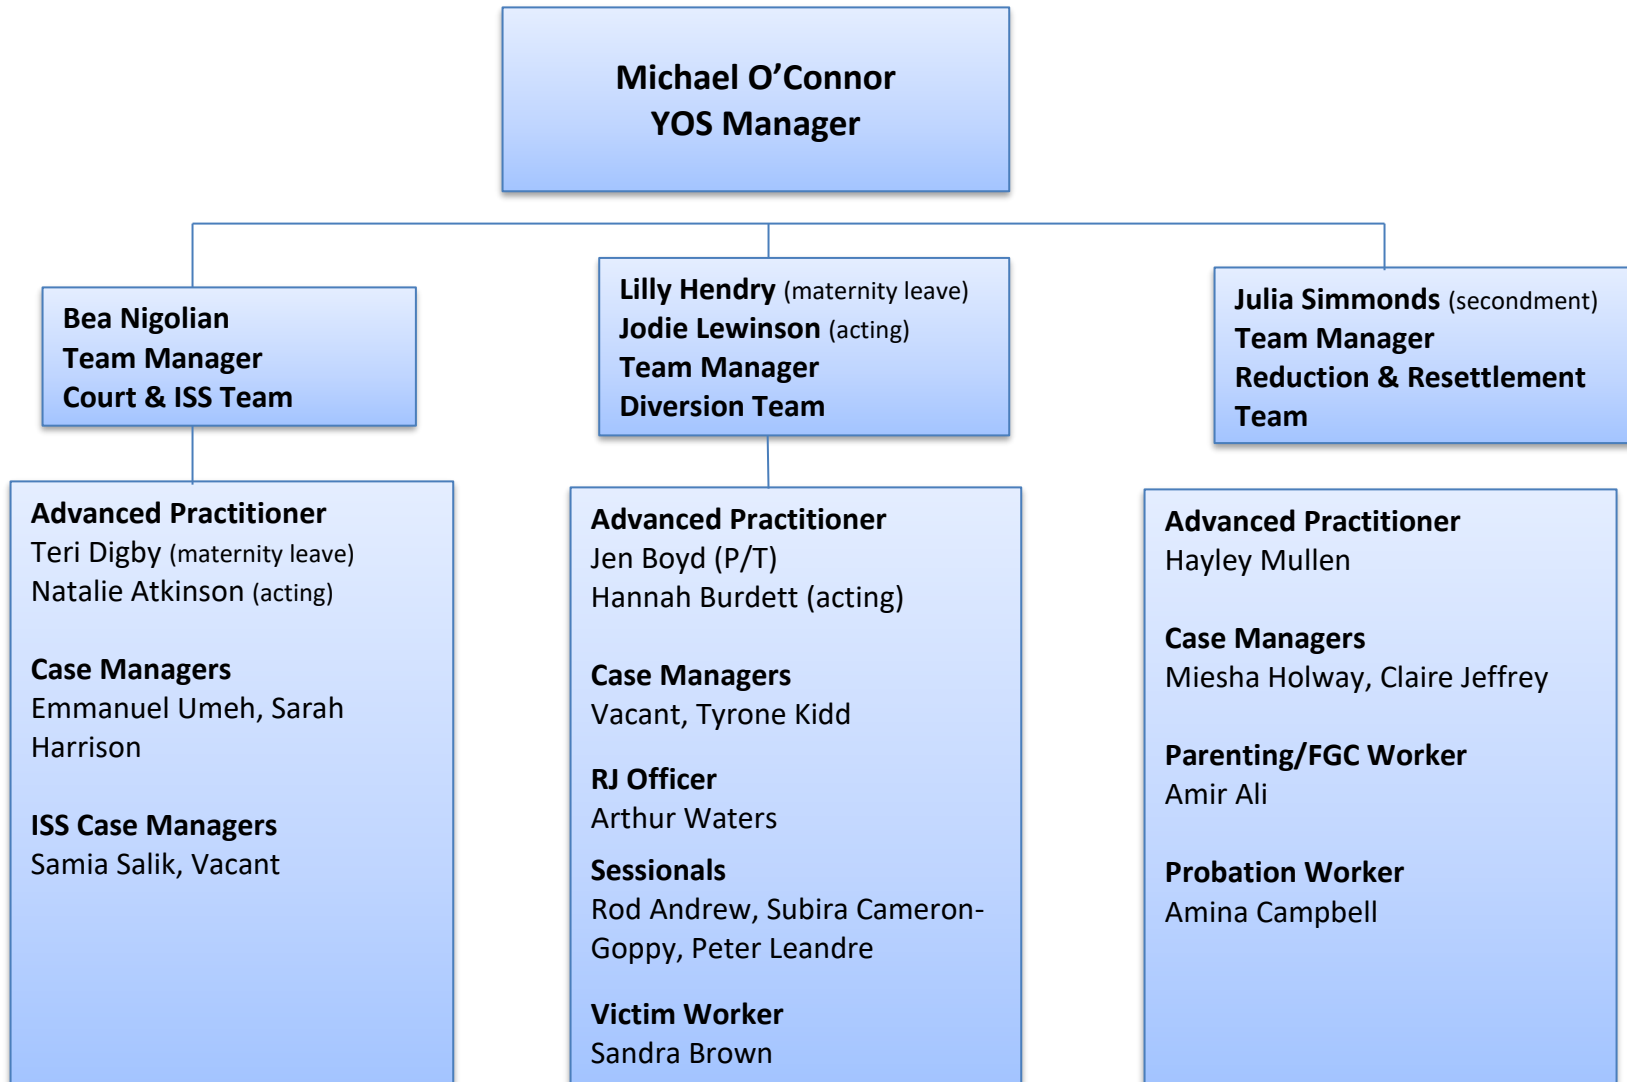 Michael O’Connor
YOS Manager
Bea Nigolian
Team Manager
Court & ISS Team
Lilly Hendry (maternity leave)
Jodie Lewinson (acting)
Team Manager
Diversion Team
Julia Simmonds (secondment)
Team Manager
Reduction & Resettlement
Team
Advanced Practitioner
Teri Digby (maternity leave)
Natalie Atkinson (acting)
Case Managers
Emmanuel Umeh, Sarah
Harrison
ISS Case Managers
Samia Salik, Vacant
Advanced Practitioner
Jen Boyd (P/T)
Hannah Burdett (acting)
Case Managers
Vacant, Tyrone Kidd
RJ Officer
Arthur Waters
Sessionals
Rod Andrew, Subira Cameron-
Goppy, Peter Leandre
Victim Worker
Sandra Brown
Advanced Practitioner
Hayley Mullen
Case Managers
Miesha Holway, Claire Jeffrey
Parenting/FGC Worker
Amir Ali
Probation Worker
Amina Campbell